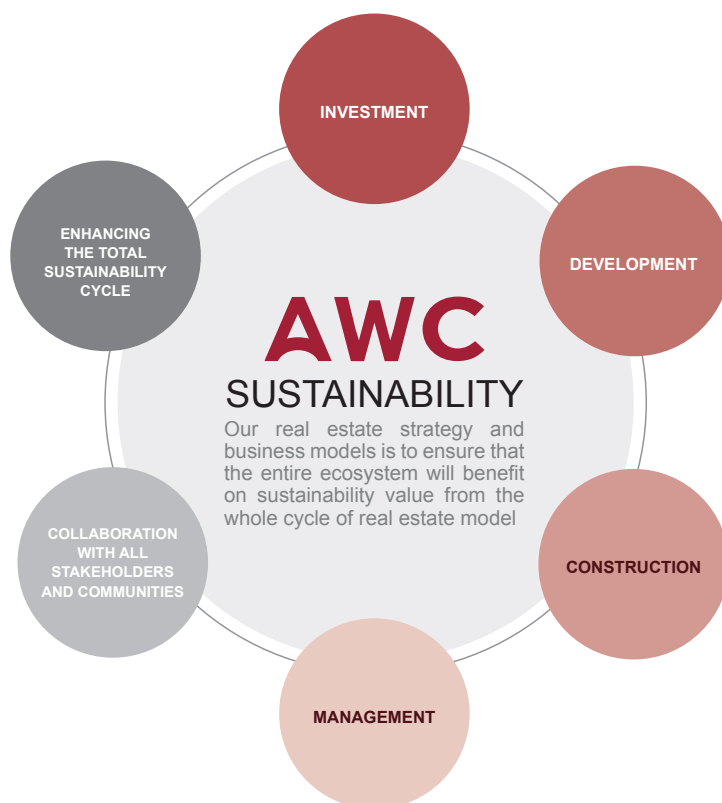 INVESTMENT
ENHANCING
THE TOTAL
SUSTAINABILITY
CYCLE
DEVELOPMENT
AWC
SUSTAINABILITY
Our real estate strategy and
business models is to ensure that
the entire ecosystem will benefit
on sustainability value from the
whole cycle of real estate model
COLLABORATION
WITH ALL
STAKEHOLDERS
AND COMMUNITIES
CONSTRUCTION
MANAGEMENT